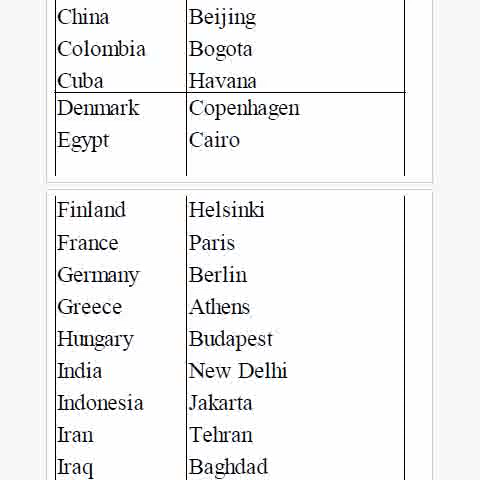 China Beijing
Colombia Bogota
Cuba Havana
Denmark Copenhagen
Egypt Cairo
Finland Helsinki
France Paris
Germany Berlin
Greece Athens
Hungary Budapest
India New Delhi
Indonesia Jakarta
Iran Tehran
Iraq Baghdad